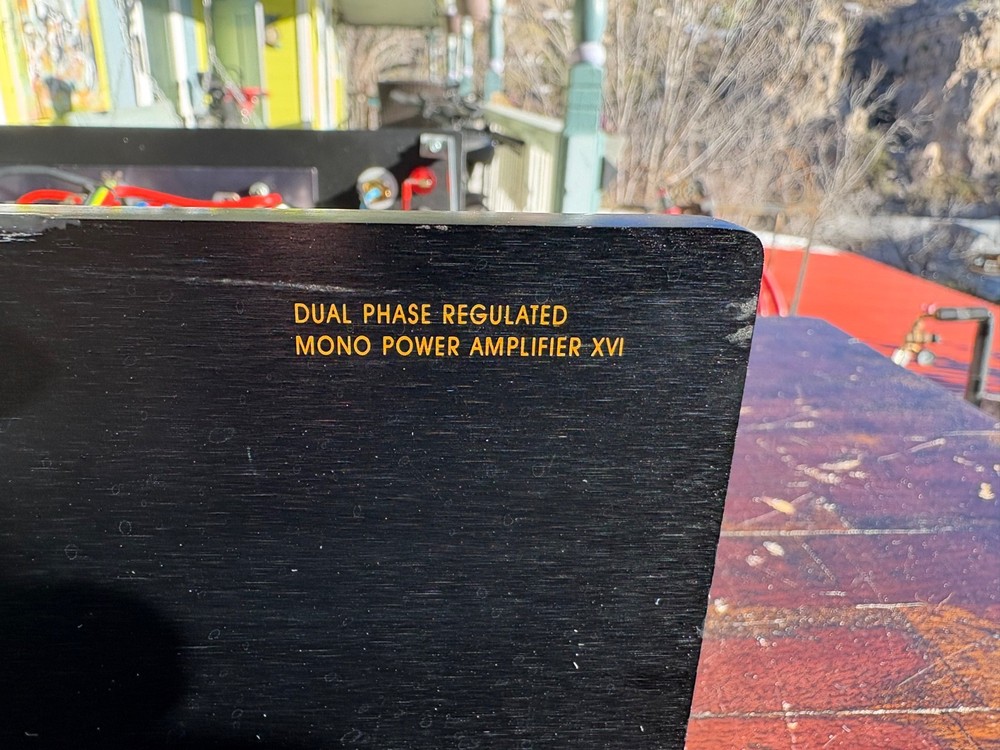 DUAL PHASE REGULATED
MONO POWER AMPLIFIER XVI